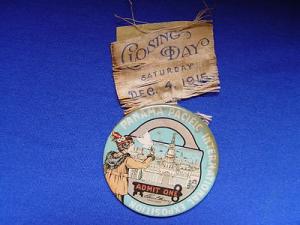 CLOSING
DAY
SATURDAY
DEC. 4, 1915
PANAMA-PACIFIC INTERNATIONAL EXPOSITION
ADMIT ONE